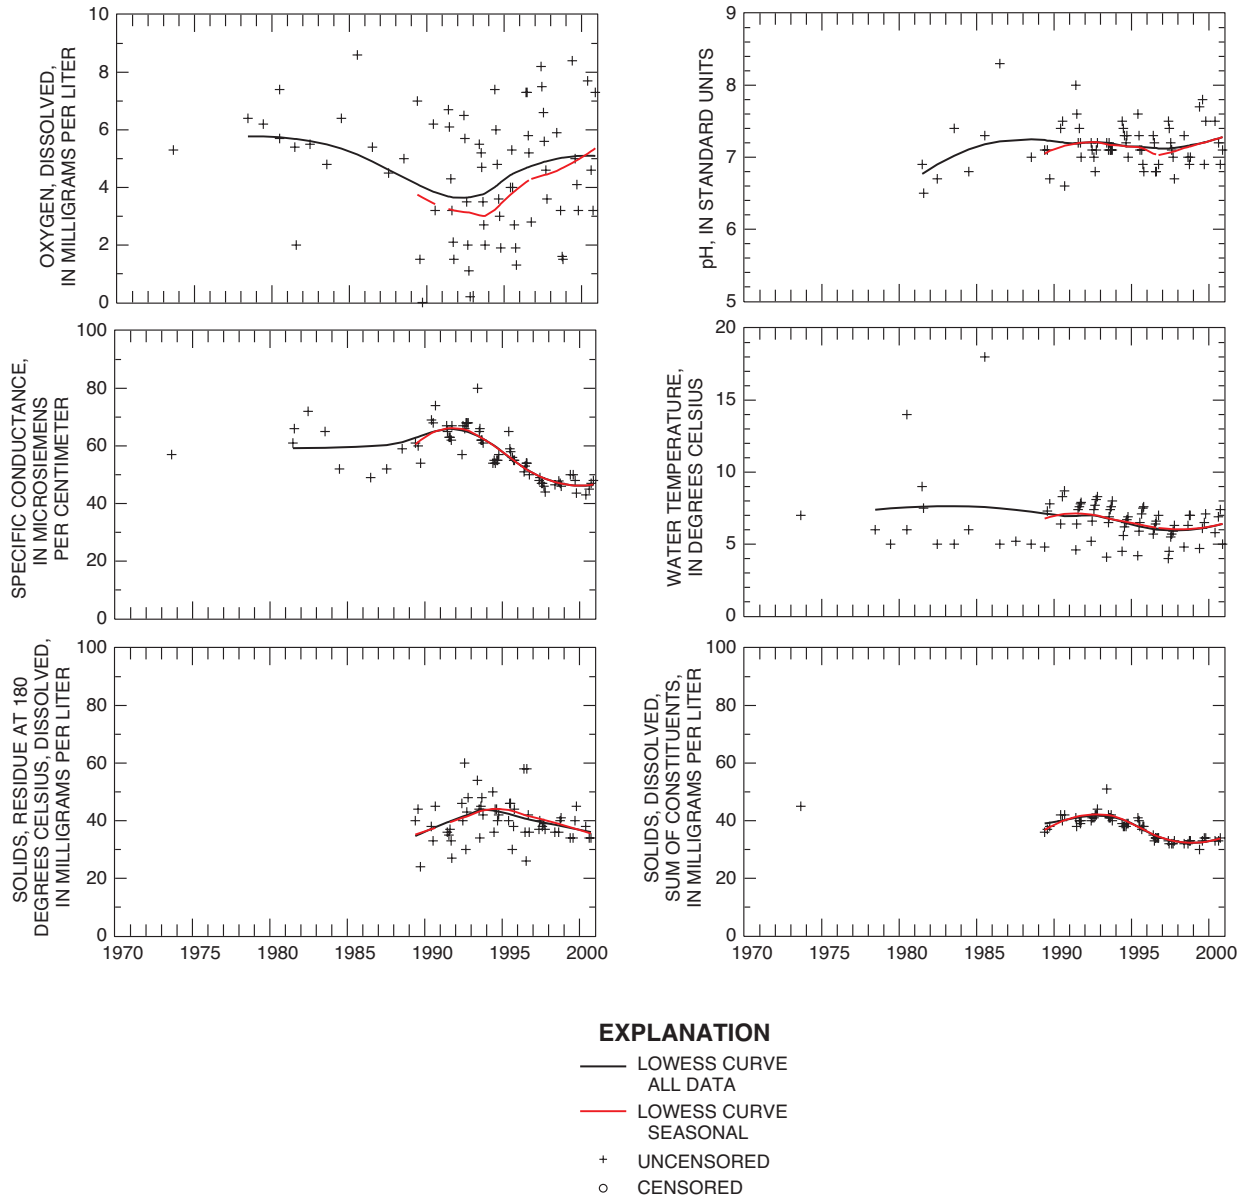 OXYGEN, DISSOLVED,
IN MILLIGRAMS PER LITER
10
8
6
4
2
0
pH, IN STANDARD UNITS
9
8
7
6
5
SPECIFIC CONDUCTANCE,
IN MICROSIEMENS
PER CENTIMETER
100
80
60
40
20
0
WATER TEMPERATURE,
IN DEGREES CELSIUS
20
15
10
5
0
SOLIDS, RESIDUE AT 180
DEGREES CELSIUS, DISSOLVED,
IN MILLIGRAMS PER LITER
100
80
60
40
20
0
1970 1975 1980 1985 1990 1995 2000
SOLIDS, DISSOLVED,
SUM OF CONSTITUENTS,
IN MILLIGRAMS PER LITER
100
80
60
40
20
0
1970 1975 1980 1985 1990 1995 2000
EXPLANATION
LOWESS CURVE
ALL DATA
LOWESS CURVE
SEASONAL
UNCENSORED
CENSORED